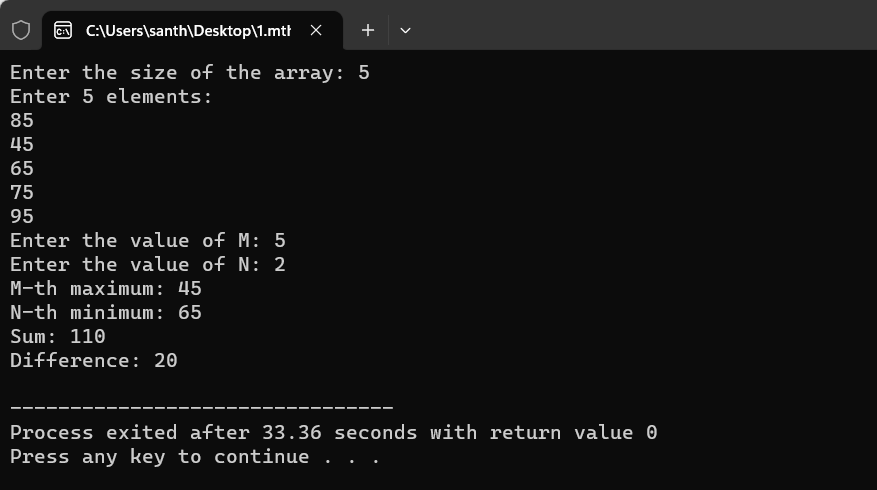 C:\Users\santh\Desktop\1.mth
Enter the size of the array: 5
Enter 5 elements:
85
45
65
75
95
Enter the value of M: 5
Enter the value of N: 2
M-th maximum: 45
N-th minimum: 65
Sum: 110
Difference: 20
--------------------------------
Process exited after 33.36 seconds with return value 0
Press any key to continue . . .